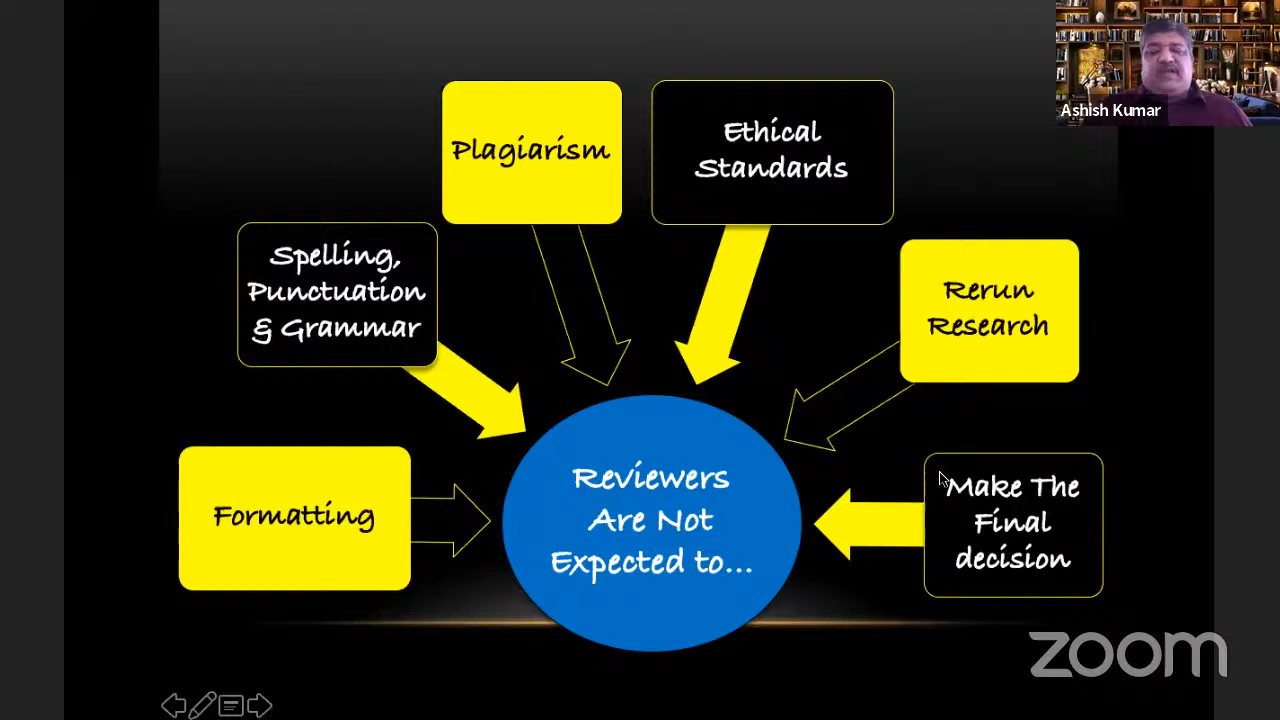 Ashish Kumar
Plagiarism
Ethical
Standards
Spelling,
Punctuation
& Grammar
Rerun
Research
Formatting
Reviewers
Are Not
Expected to...
Make The
Final
decision
zoom